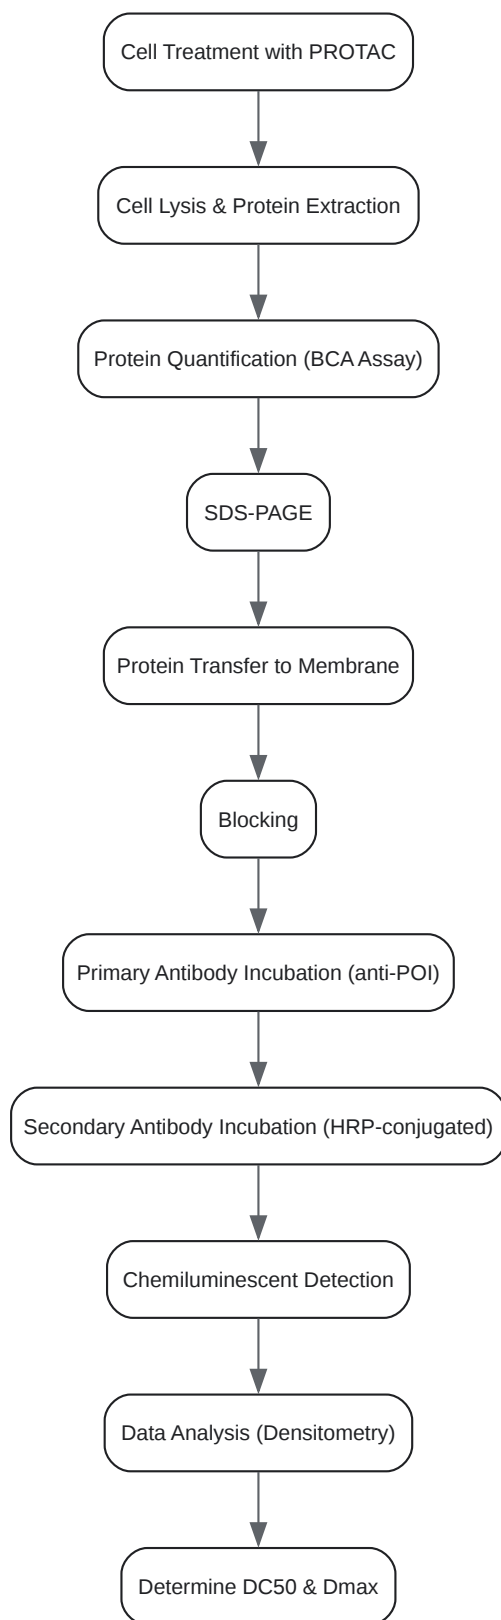 Cell Treatment with PROTAC
Cell Lysis & Protein Extraction
Protein Quantification (BCA Assay)
SDS-PAGE
Protein Transfer to Membrane
Blocking
Primary Antibody Incubation (anti-POI)
Secondary Antibody Incubation (HRP-conjugated)
Chemiluminescent Detection
Data Analysis (Densitometry)
Determine DC50 & Dmax